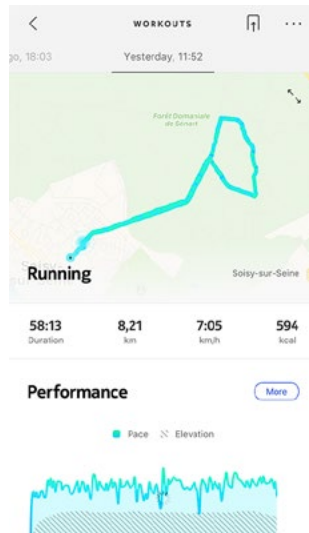 WORKOUTS
go, 18:03 Yesterday, 11:52
Forêt Domaniale
de Sénart
Running
Soisy-sur-Seine
58:13 8,21 7:05 594
Duration km km/h kcal
Performance
More
Pace Elevation